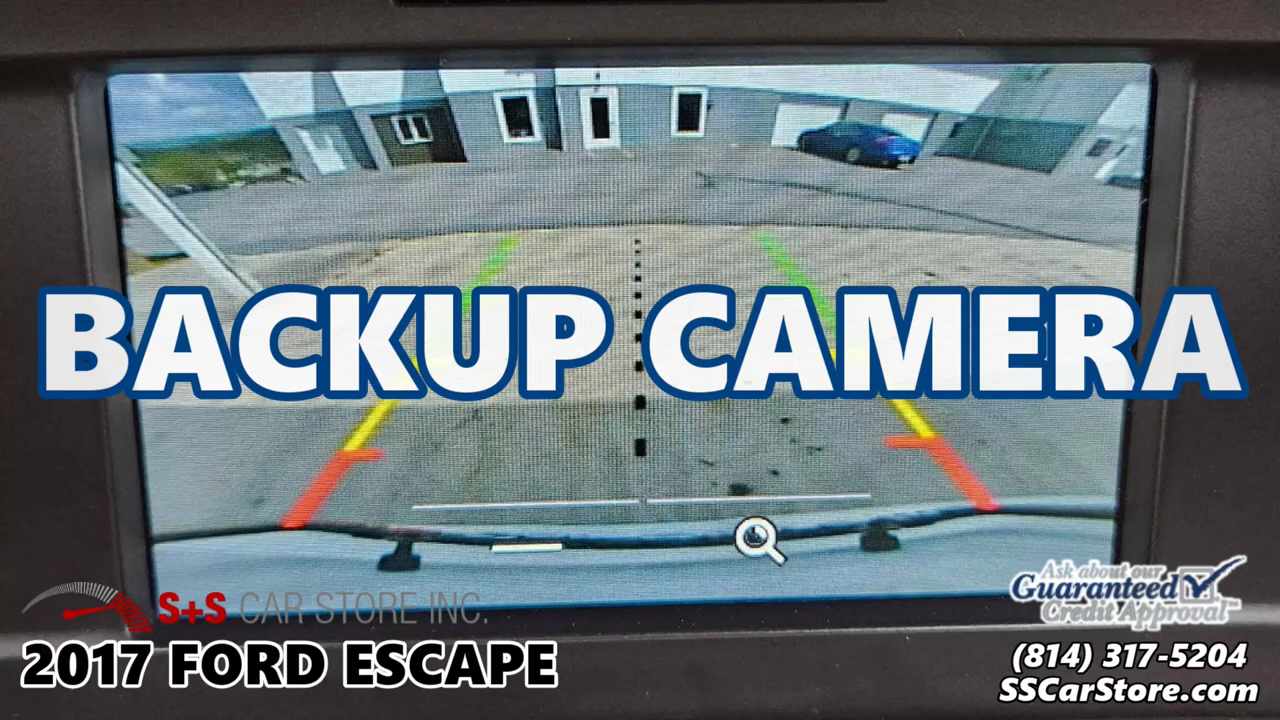 BACKUP CAMERA
S+S CAR STORE INC.
2017 FORD ESCAPE
Ask about our
Guaranteed
Credit Approval
(814) 317-5204
SSCarStore.com